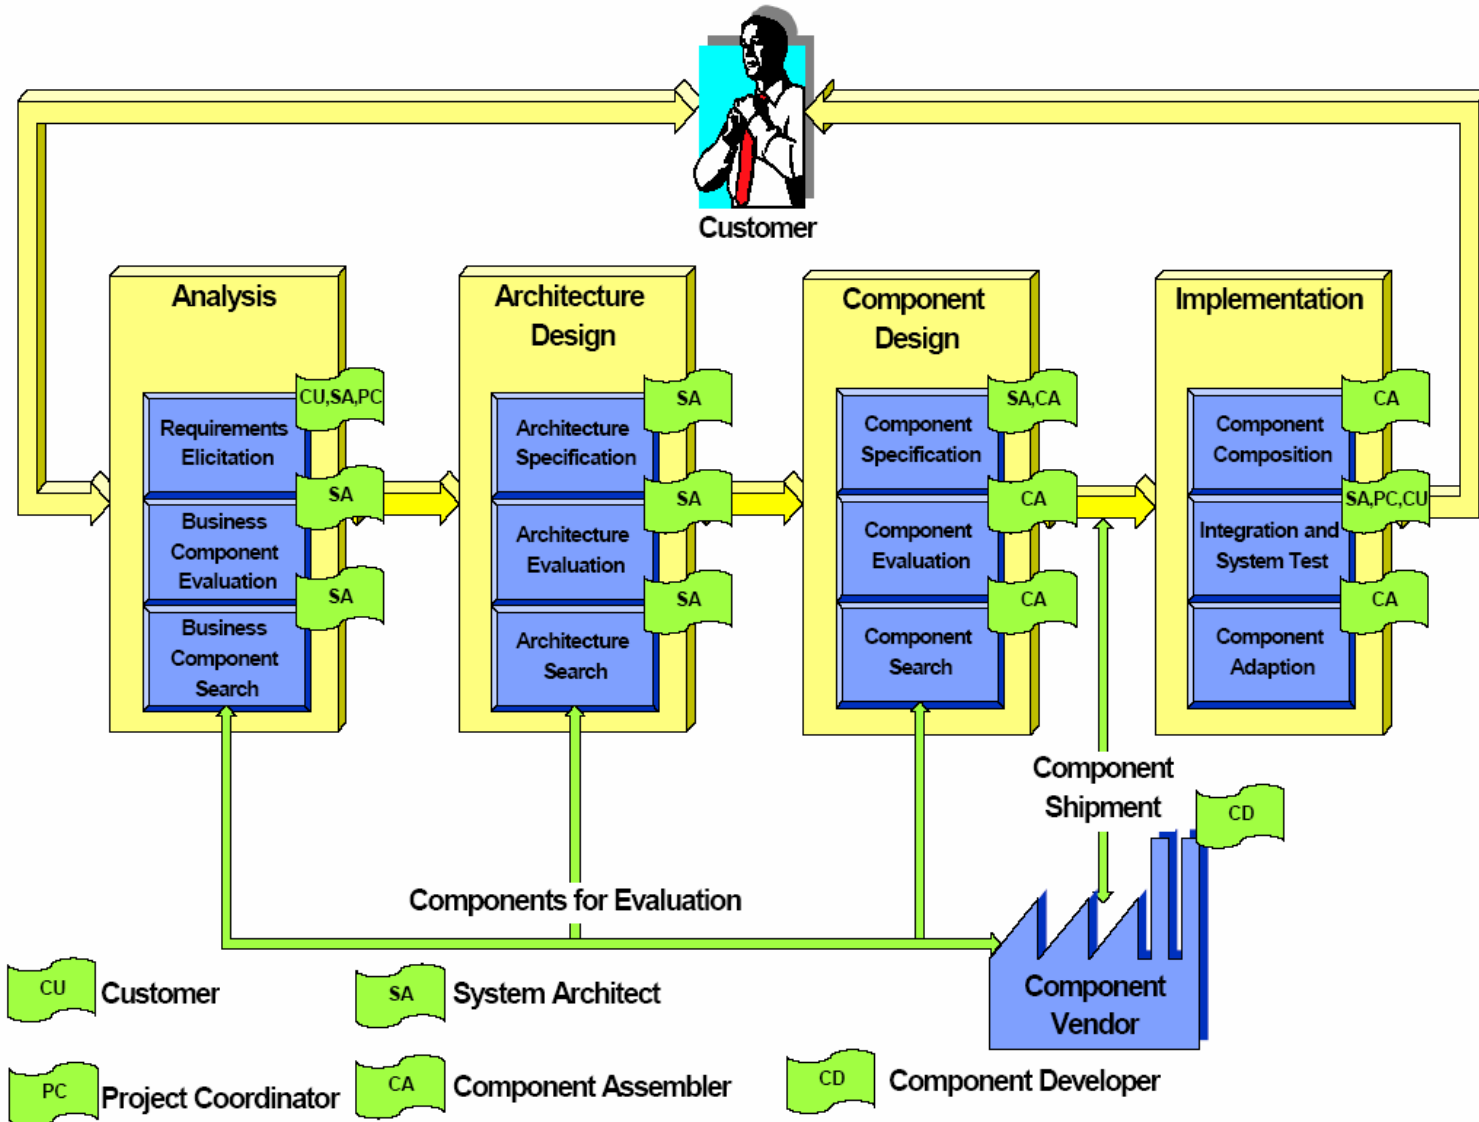 Customer
Analysis
CU,SA,PC
Requirements
Elicitation
SA
Business
Component
Evaluation
SA
Business
Component
Search
Architecture
Design
SA
Architecture
Specification
SA
Architecture
Evaluation
SA
Architecture
Search
Component
Design
SA,CA
Component
Specification
CA
Component
Evaluation
CA
Component
Search
Implementation
CA
Component
Composition
SA,PC,CU
Integration and
System Test
CA
Component
Adaption
Component
Shipment
CD
Components for Evaluation
Component
Vendor
CU
Customer
SA
System Architect
PC
Project Coordinator
CA
Component Assembler
CD
Component Developer